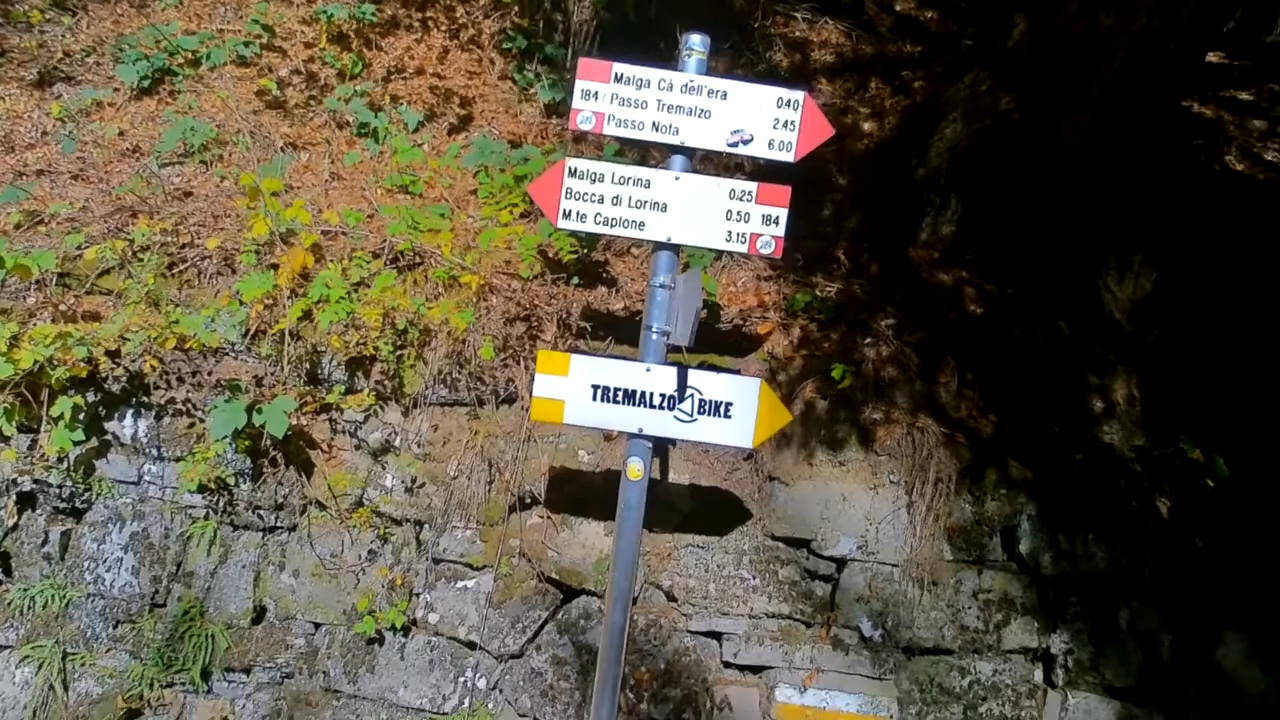 Malga Cà dell'era 0.40
184 Passo Tremalzo 2.45
Passo Nota 6.00
Malga Lorina 0.25
Bocca di Lorina 0.50 184
M.te Caplone 3.15
TREMALZO BIKE